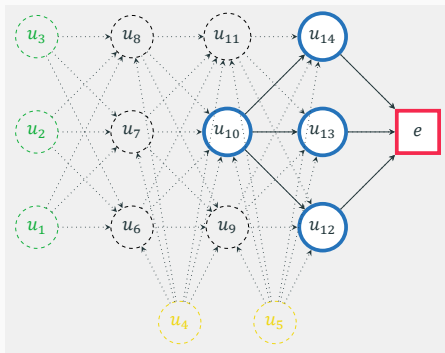 u₃ u₈ u₁₁ u₁₄
u₂ u₇ u₁₀ u₁₃ e
u₁ u₆ u₉ u₁₂
u₄ u₅